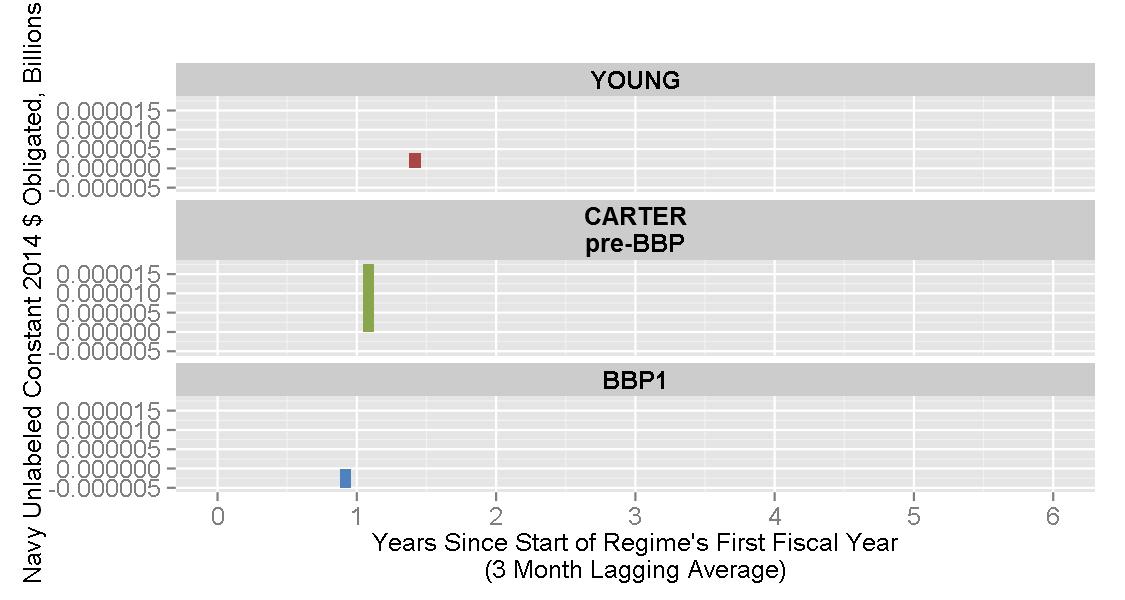 Navy Unlabeled Constant 2014 $ Obligated, Billions
YOUNG
0.000015
0.000010
0.000005
0.000000
-0.000005
CARTER
pre-BBP
0.000015
0.000010
0.000005
0.000000
-0.000005
BBP1
0.000015
0.000010
0.000005
0.000000
-0.000005
0 1 2 3 4 5 6
Years Since Start of Regime's First Fiscal Year
(3 Month Lagging Average)